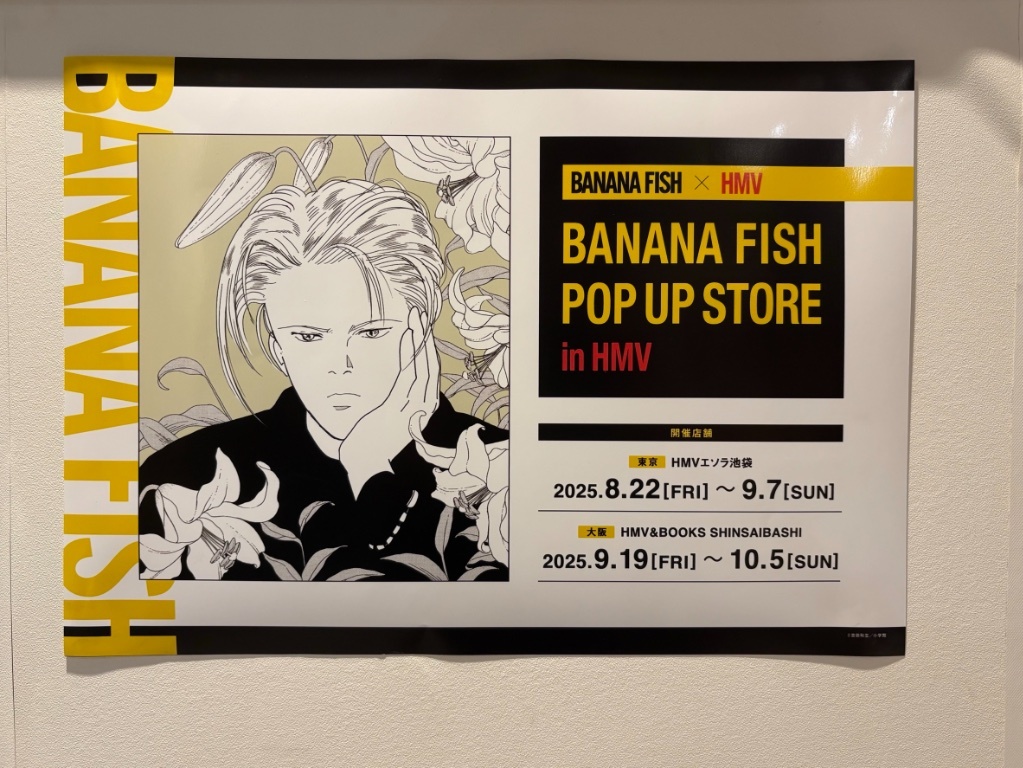 BANANA FISH
BANANA FISH × HMV
BANANA FISH
POP UP STORE
in HMV
開催店舗
東京 HMVエソラ池袋
2025.8.22[FRI] ～ 9.7[SUN]
大阪 HMV&BOOKS SHINSAIBASHI
2025.9.19[FRI] ～ 10.5[SUN]